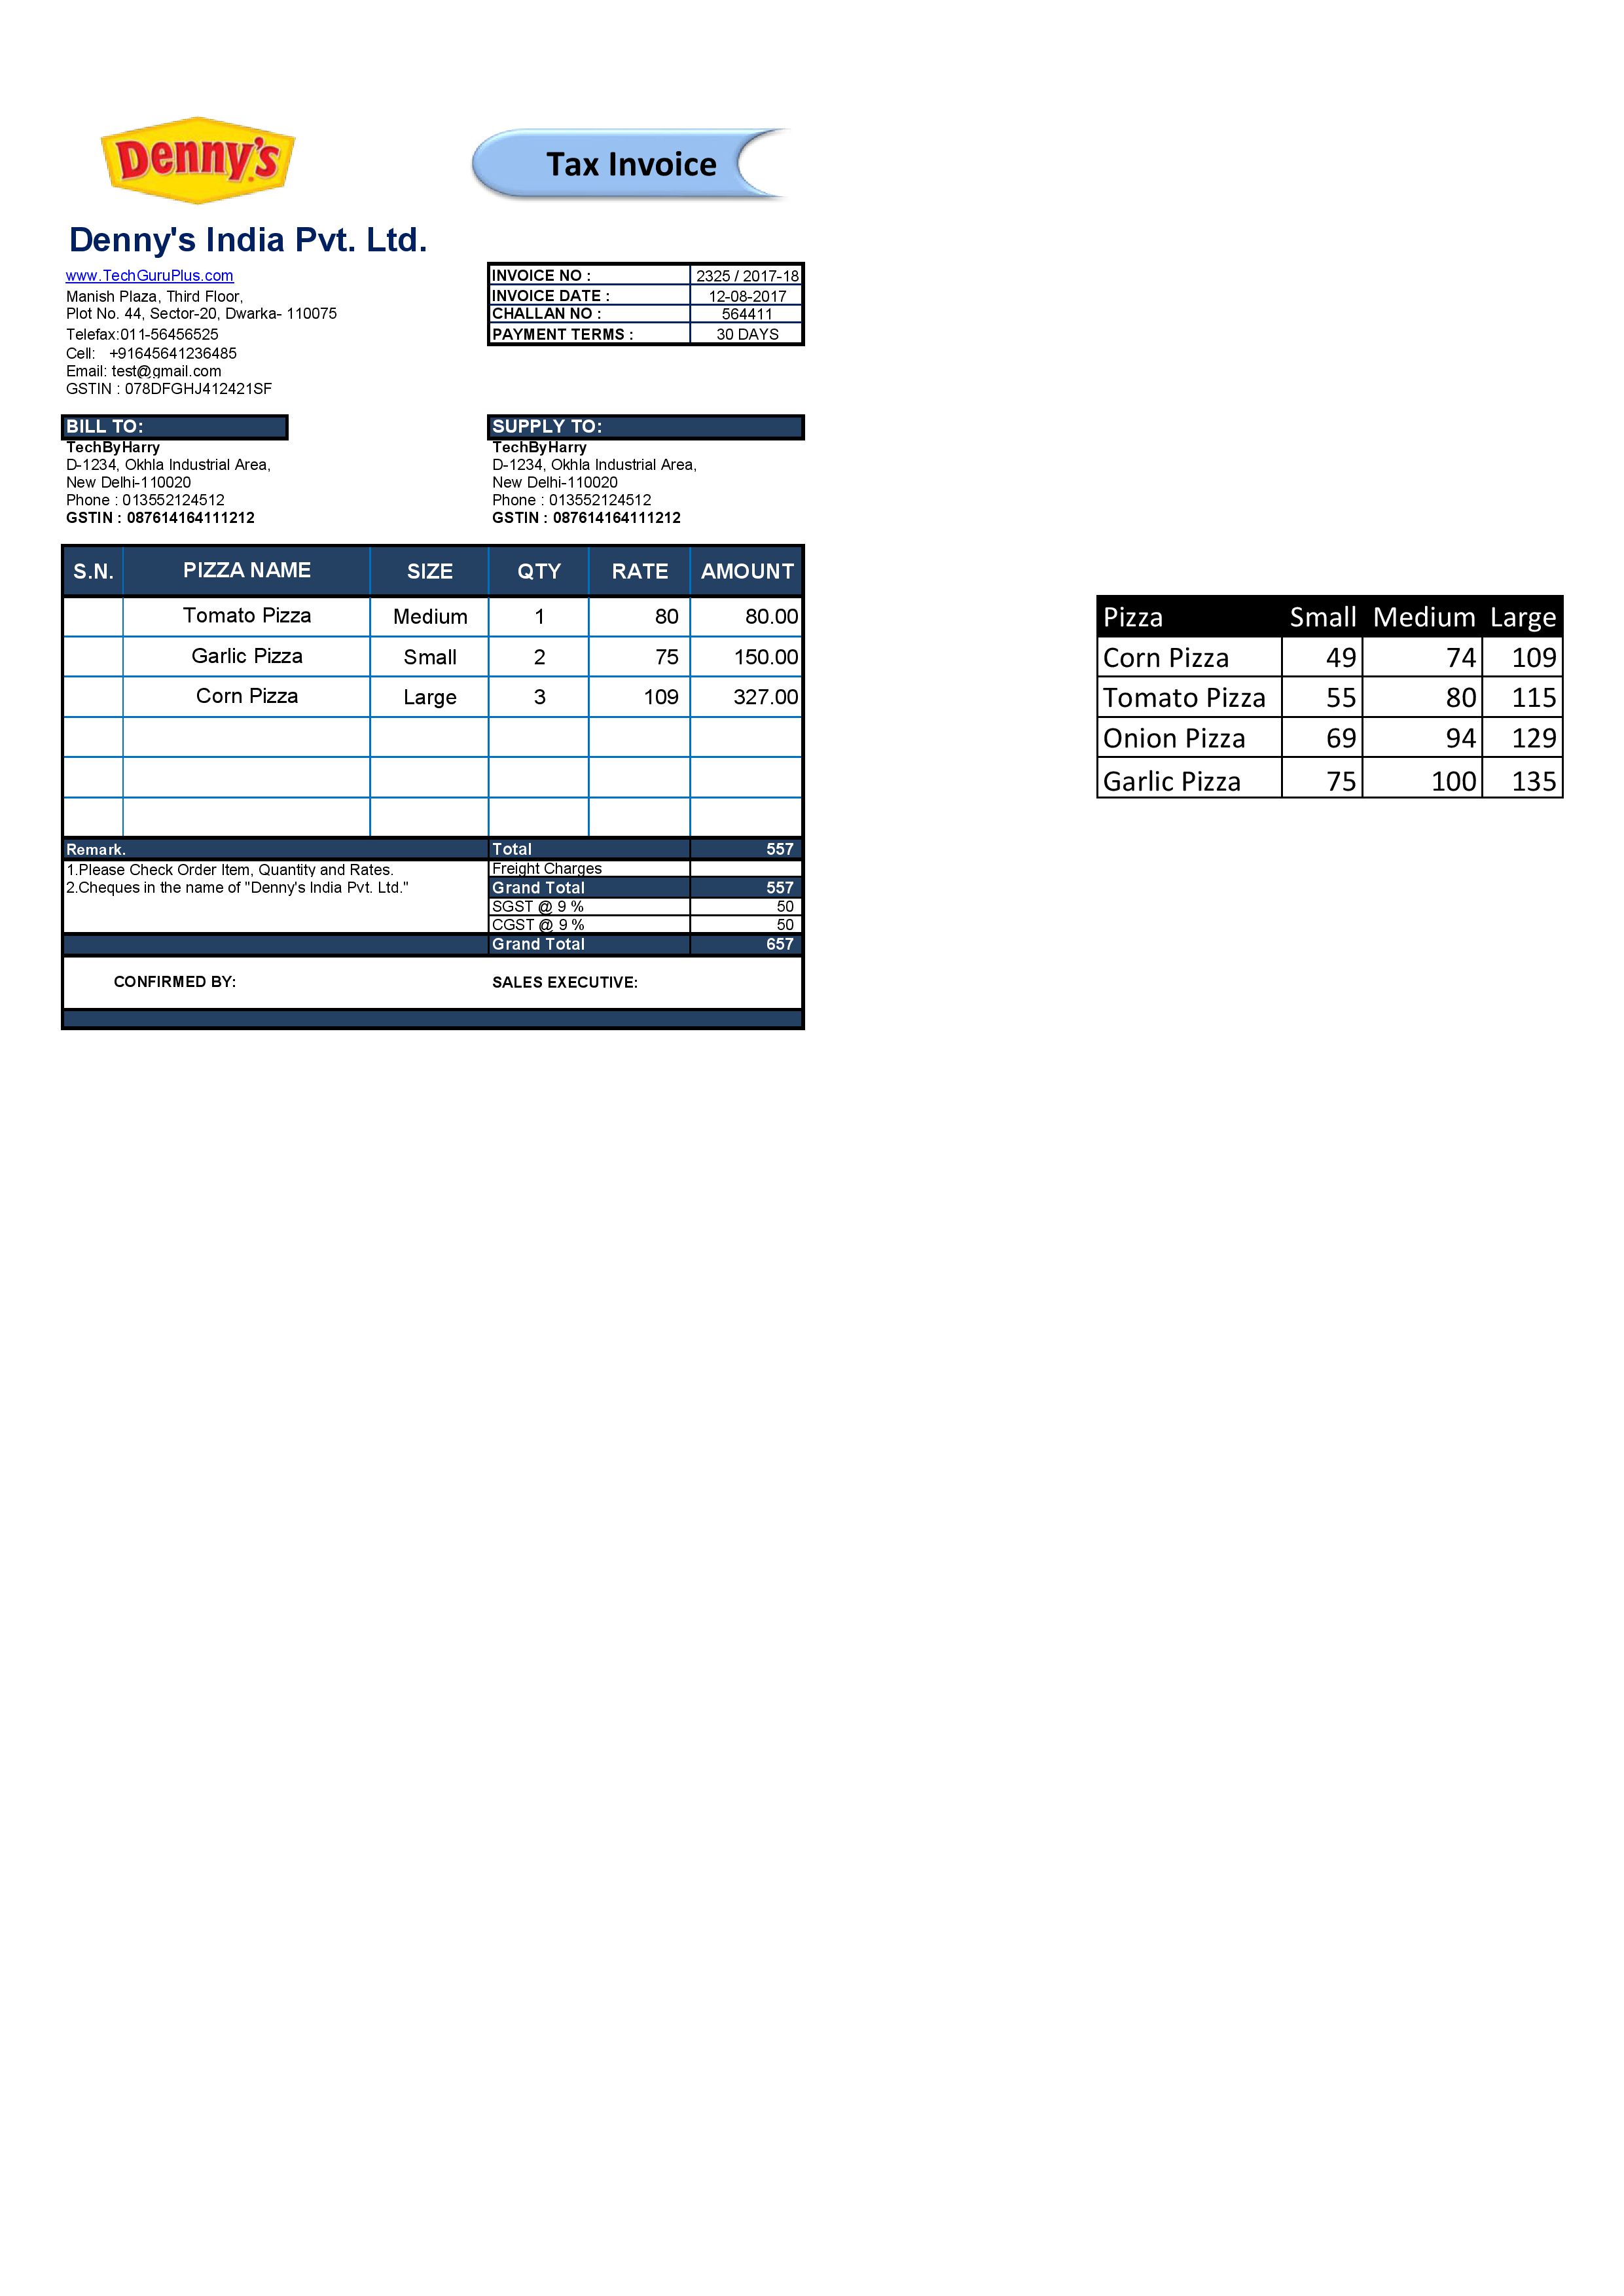 Denny's
Tax Invoice
Denny's India Pvt. Ltd.
www.TechGuruPlus.com
Manish Plaza, Third Floor,
Plot No. 44, Sector-20, Dwarka- 110075
Telefax:011-56456525
Cell: +91645641236485
Email: test@gmail.com
GSTIN : 078DFGHJ412421SF
INVOICE NO : 2325 / 2017-18
INVOICE DATE : 12-08-2017
CHALLAN NO : 564411
PAYMENT TERMS : 30 DAYS
BILL TO:
TechByHarry
D-1234, Okhla Industrial Area,
New Delhi-110020
Phone : 013552124512
GSTIN : 087614164111212
SUPPLY TO:
TechByHarry
D-1234, Okhla Industrial Area,
New Delhi-110020
Phone : 013552124512
GSTIN : 087614164111212
S.N. PIZZA NAME SIZE QTY RATE AMOUNT
Tomato Pizza Medium 1 80 80.00
Garlic Pizza Small 2 75 150.00
Corn Pizza Large 3 109 327.00
Remark. Total 557
1.Please Check Order Item, Quantity and Rates. Freight Charges
2.Cheques in the name of "Denny's India Pvt. Ltd." Grand Total 557
SGST @ 9 % 50
CGST @ 9 % 50
Grand Total 657
CONFIRMED BY: SALES EXECUTIVE:
Pizza Small Medium Large
Corn Pizza 49 74 109
Tomato Pizza 55 80 115
Onion Pizza 69 94 129
Garlic Pizza 75 100 135